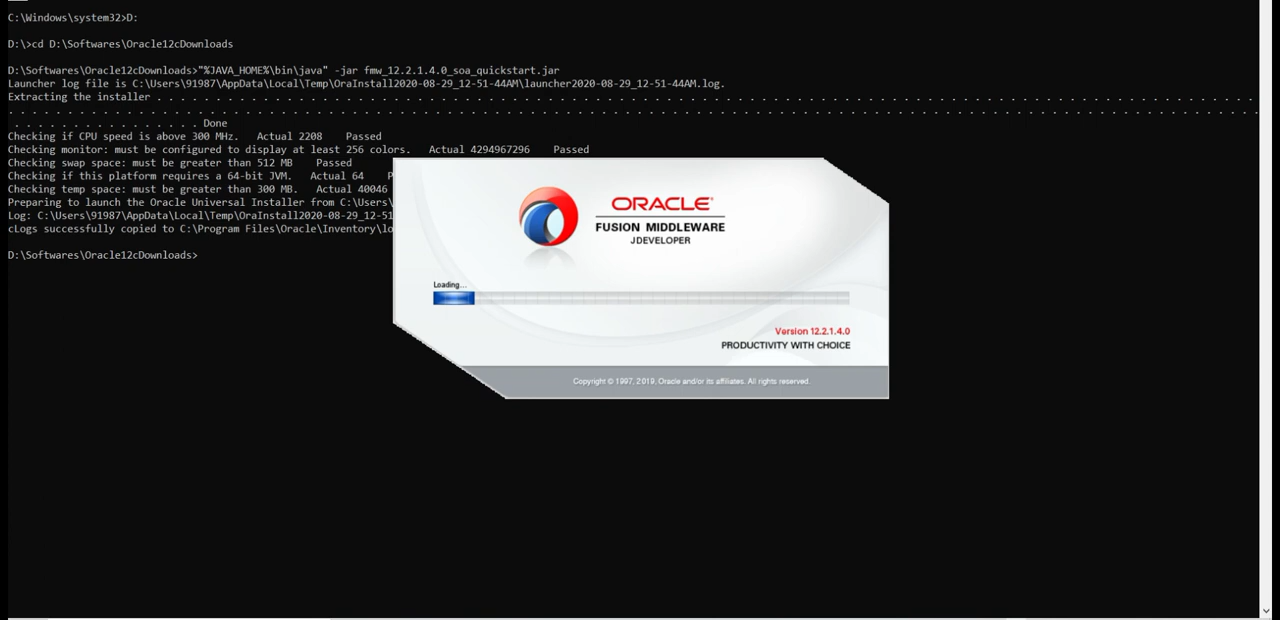 C:\Windows\system32>D:
D:\>cd D:\Softwares\Oracle12cDownloads
D:\Softwares\Oracle12cDownloads>"%JAVA_HOME%\bin\java" -jar fmw_12.2.1.4.0_soa_quickstart.jar
Launcher log file is C:\Users\91987\AppData\Local\Temp\OraInstall2020-08-29_12-51-44AM\launcher2020-08-29_12-51-44AM.log.
Extracting the installer . . . . . . . . . . . . . . . . . . . . . . . . . . . . . . . . . . . . . . . . . . . . . . . . . . . . . . . . . . . . . . . . . . . . . . . . . . . . . . . . . . . . . . . . . . . .
. . . . . . . . . . . . . . . . . . . . . . . . . . . . . . . . . . . . . . . . . . . . . . . . . . . . . . . . . . . . . . . . . . . . . . . . . . . . . . . . . . . . . . . . . . . . . . . . . . . . . . . .
. . . . . . . . . . . . . . . . Done
Checking if CPU speed is above 300 MHz.   Actual 2208    Passed
Checking monitor: must be configured to display at least 256 colors.   Actual 4294967296    Passed
Checking swap space: must be greater than 512 MB    Passed
Checking if this platform requires a 64-bit JVM.   Actual 64    P
Checking temp space: must be greater than 300 MB.   Actual 40046
Preparing to launch the Oracle Universal Installer from C:\Users\
Log: C:\Users\91987\AppData\Local\Temp\OraInstall2020-08-29_12-51
cLogs successfully copied to C:\Program Files\Oracle\Inventory\lo
D:\Softwares\Oracle12cDownloads>
ORACLE®
FUSION MIDDLEWARE
JDEVELOPER
Loading...
Version 12.2.1.4.0
PRODUCTIVITY WITH CHOICE
Copyright © 1997, 2019, Oracle and/or its affiliates. All rights reserved.